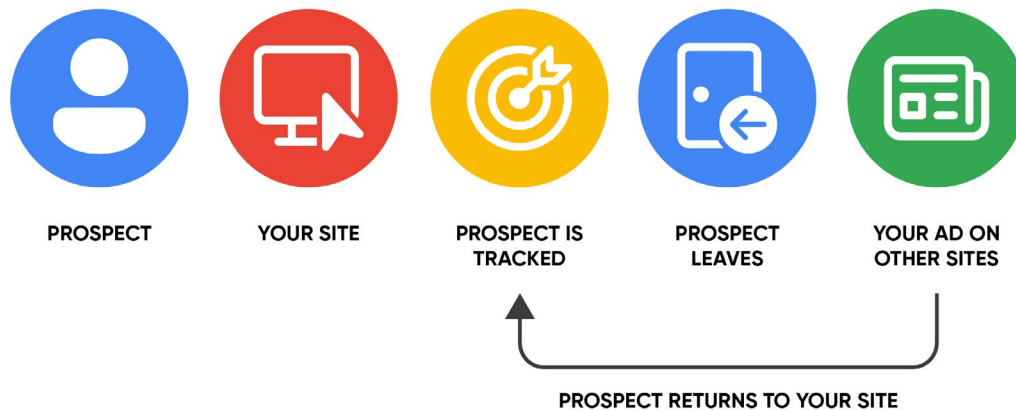 PROSPECT
YOUR SITE
PROSPECT IS
TRACKED
PROSPECT
LEAVES
YOUR AD ON
OTHER SITES
PROSPECT RETURNS TO YOUR SITE